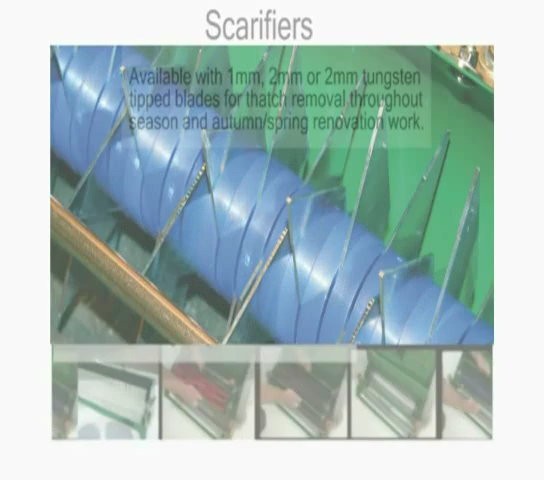 Scarifiers
Available with 1mm, 2mm or 2mm tungsten
tipped blades for thatch removal throughout
season and autumn/spring renovation work.